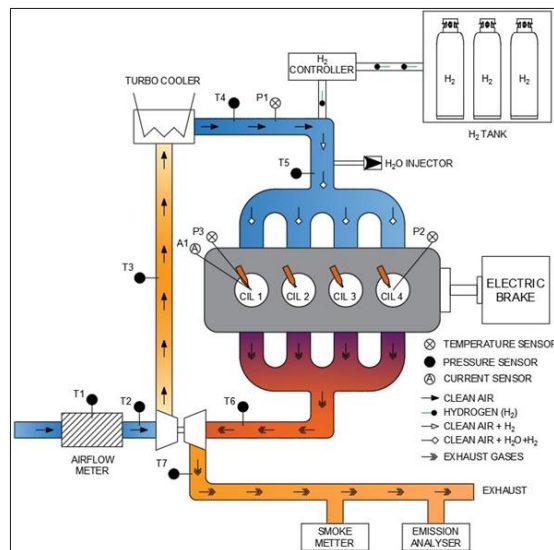 H2
CONTROLLER
H2
H2
H2
H2 TANK
TURBO COOLER
T4
P1
T5
H2O INJECTOR
P3
A1
P2
T3
CIL 1
CIL 2
CIL 3
CIL 4
ELECTRIC
BRAKE
TEMPERATURE SENSOR
PRESSURE SENSOR
A CURRENT SENSOR
CLEAN AIR
HYDROGEN (H2)
CLEAN AIR + H2
CLEAN AIR + H2O+H2
EXHAUST GASES
T1
T2
T6
AIRFLOW
METER
T7
EXHAUST
SMOKE
METTER
EMISSION
ANALYSER
A